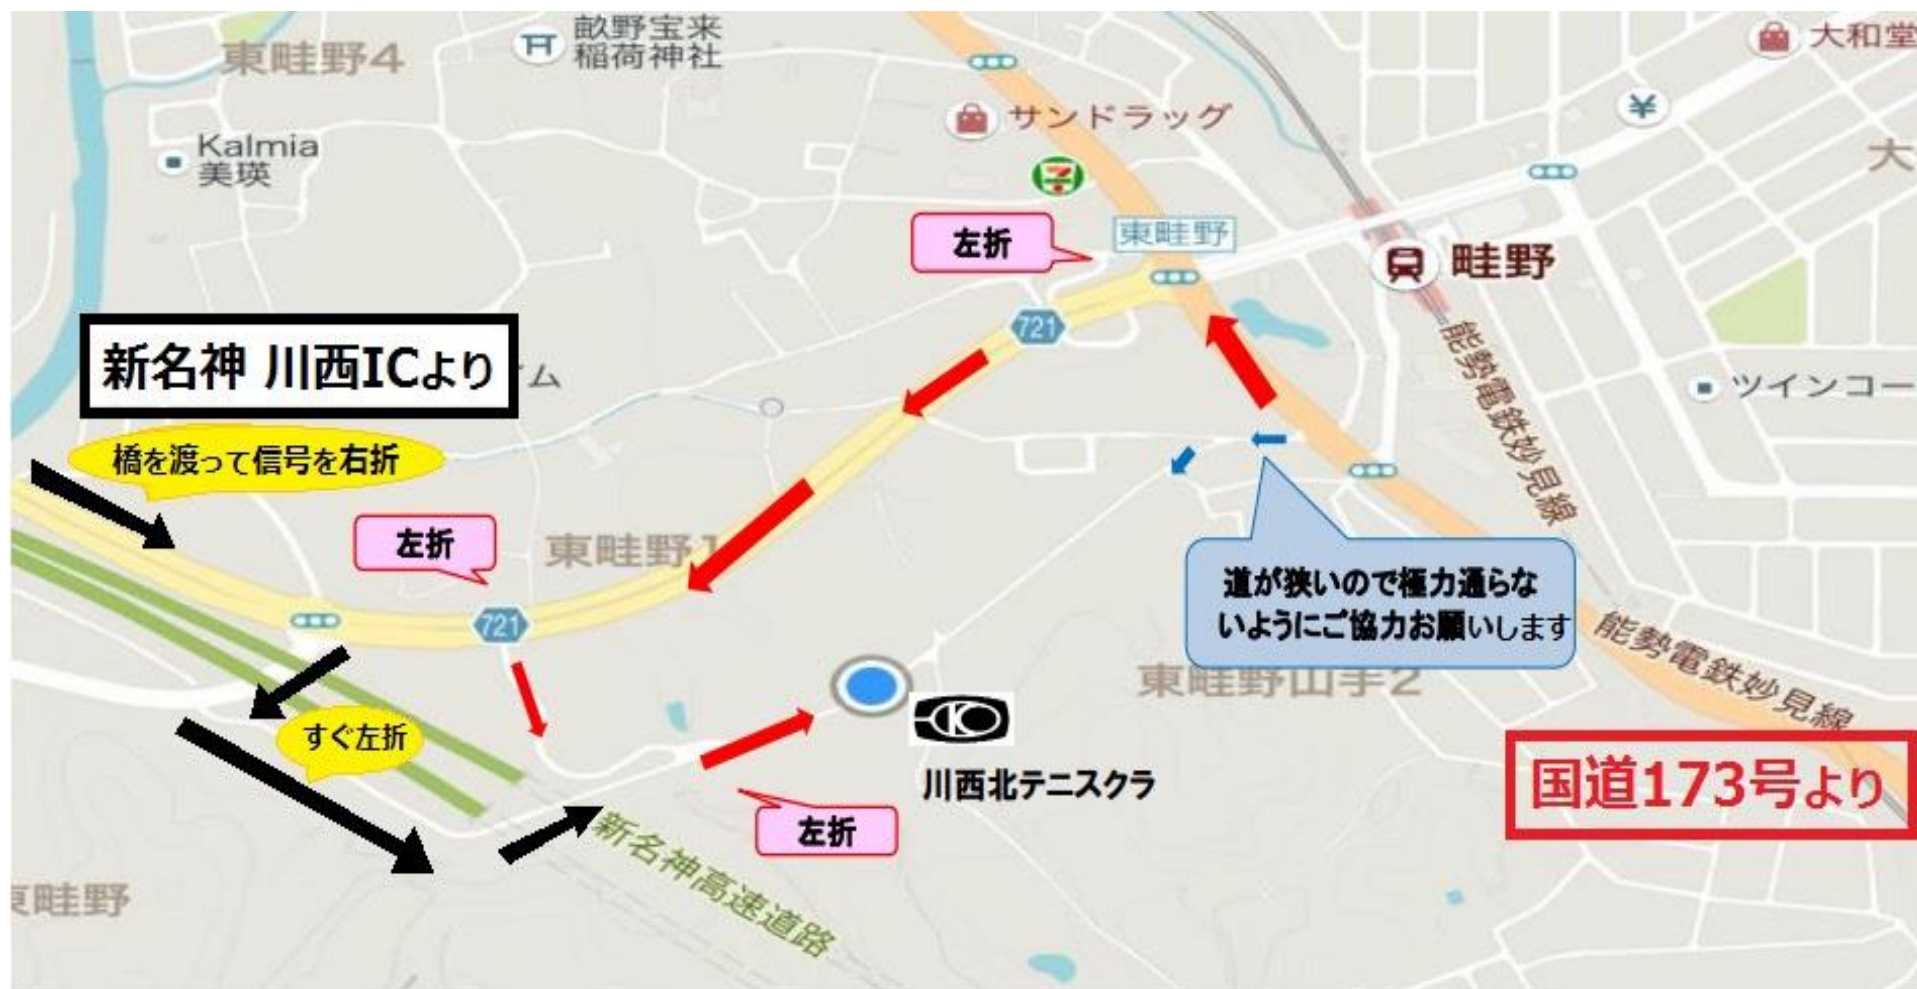 畝野宝来
稲荷神社
東畦野4
大和堂
¥
サンドラッグ
Kalmia
美瑛
大
7
東畦野
左折
畦野
721
新名神 川西ICより
イム
能勢電鉄妙見線
ツインコー
橋を渡って信号を右折
左折
東畦野1
道が狭いので極力通らな
いようにご協力お願いします
721
能勢電鉄妙見線
東畦野山手2
すぐ左折
川西北テニスクラ
国道173号より
左折
新名神高速道路
東畦野